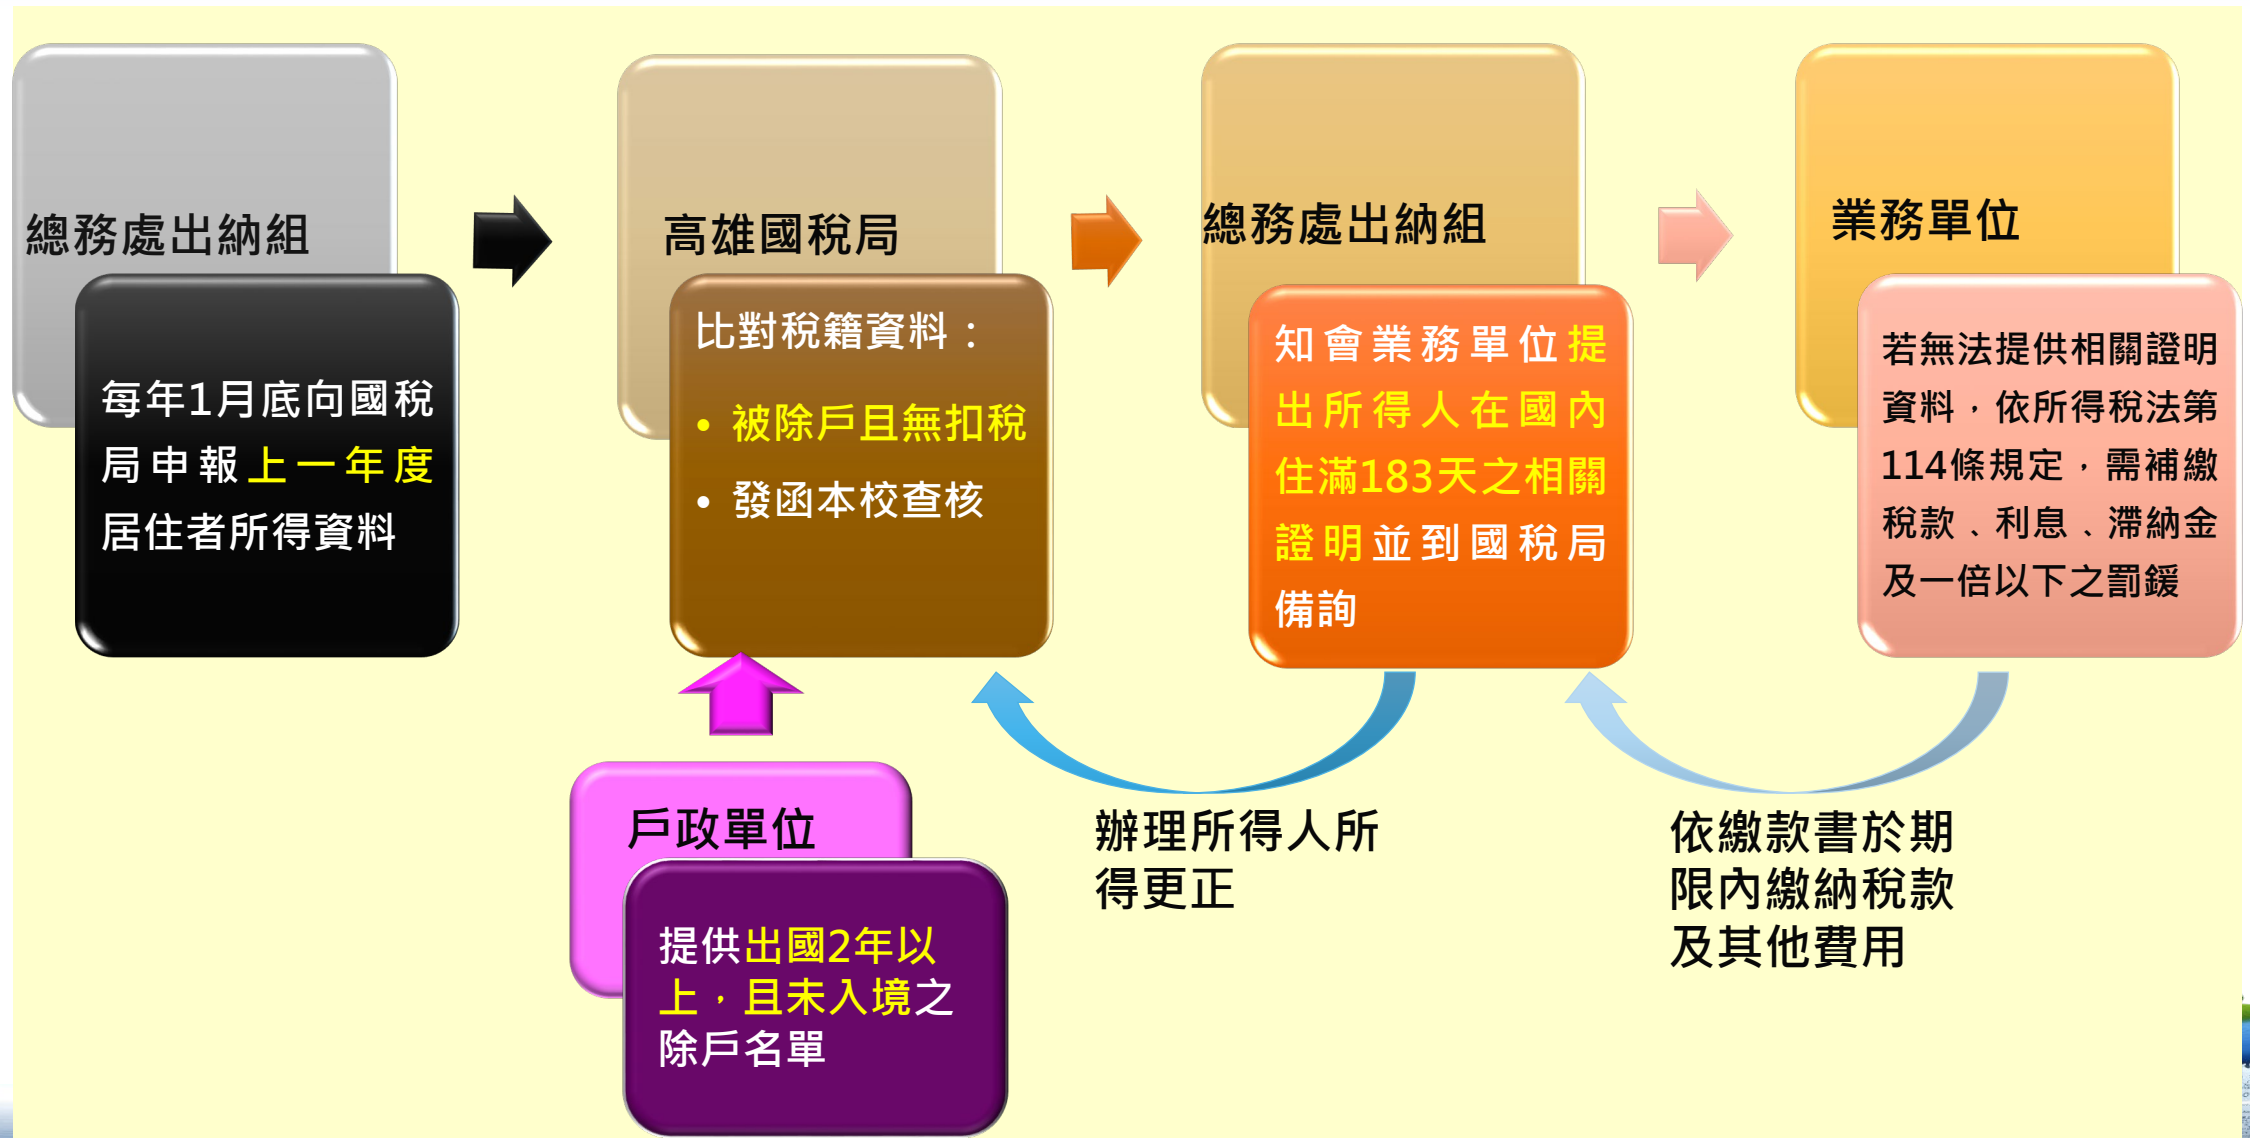 總務處出納組
每年1月底向國稅
局申報上一年度
居住者所得資料
高雄國稅局
比對稅籍資料：
• 被除戶且無扣稅
• 發函本校查核
總務處出納組
知會業務單位提
出所得人在國內
住滿183天之相關
證明並到國稅局
備詢
業務單位
若無法提供相關證明
資料，依所得稅法第
114條規定，需補繳
稅款、利息、滯納金
及一倍以下之罰鍰
戶政單位
提供出國2年以
上，且未入境之
除戶名單
辦理所得人所
得更正
依繳款書於期
限內繳納稅款
及其他費用